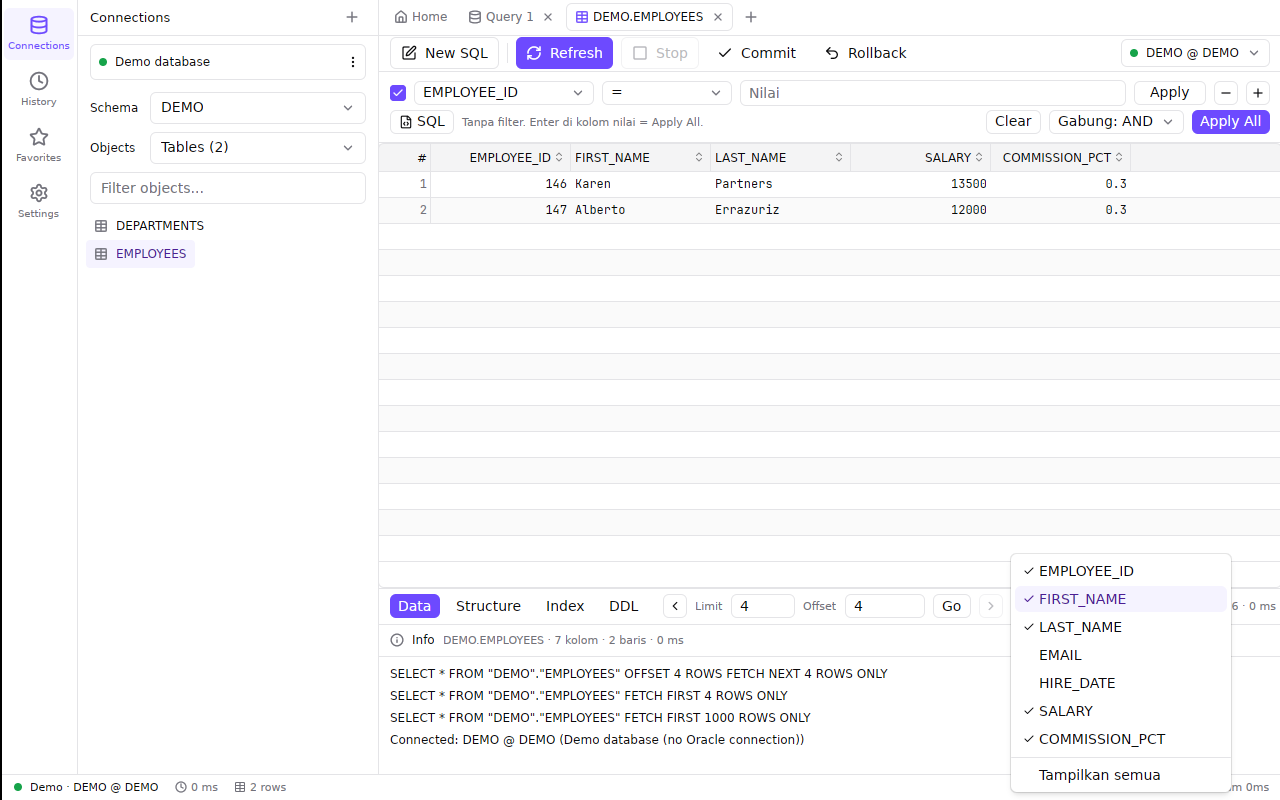 Connections
Home
Query 1
DEMO.EMPLOYEES
Connections
Demo database
New SQL
Refresh
Stop
Commit
Rollback
DEMO @ DEMO
History
Schema
DEMO
EMPLOYEE_ID
=
Nilai
Apply
SQL
Tanpa filter. Enter di kolom nilai = Apply All.
Clear
Gabung: AND
Apply All
Favorites
Objects
Tables (2)
Filter objects...
Settings
DEPARTMENTS
EMPLOYEES
# EMPLOYEE_ID FIRST_NAME LAST_NAME SALARY COMMISSION_PCT
1 146 Karen Partners 13500 0.3
2 147 Alberto Errazuriz 12000 0.3
EMPLOYEE_ID
FIRST_NAME
LAST_NAME
EMAIL
HIRE_DATE
SALARY
COMMISSION_PCT
Tampilkan semua
Data
Structure
Index
DDL
Limit
4
Offset
4
Go
6 · 0 ms
Info
DEMO.EMPLOYEES · 7 kolom · 2 baris · 0 ms
SELECT * FROM "DEMO"."EMPLOYEES" OFFSET 4 ROWS FETCH NEXT 4 ROWS ONLY
SELECT * FROM "DEMO"."EMPLOYEES" FETCH FIRST 4 ROWS ONLY
SELECT * FROM "DEMO"."EMPLOYEES" FETCH FIRST 1000 ROWS ONLY
Connected: DEMO @ DEMO (Demo database (no Oracle connection))
Demo · DEMO @ DEMO
0 ms
2 rows
0ms